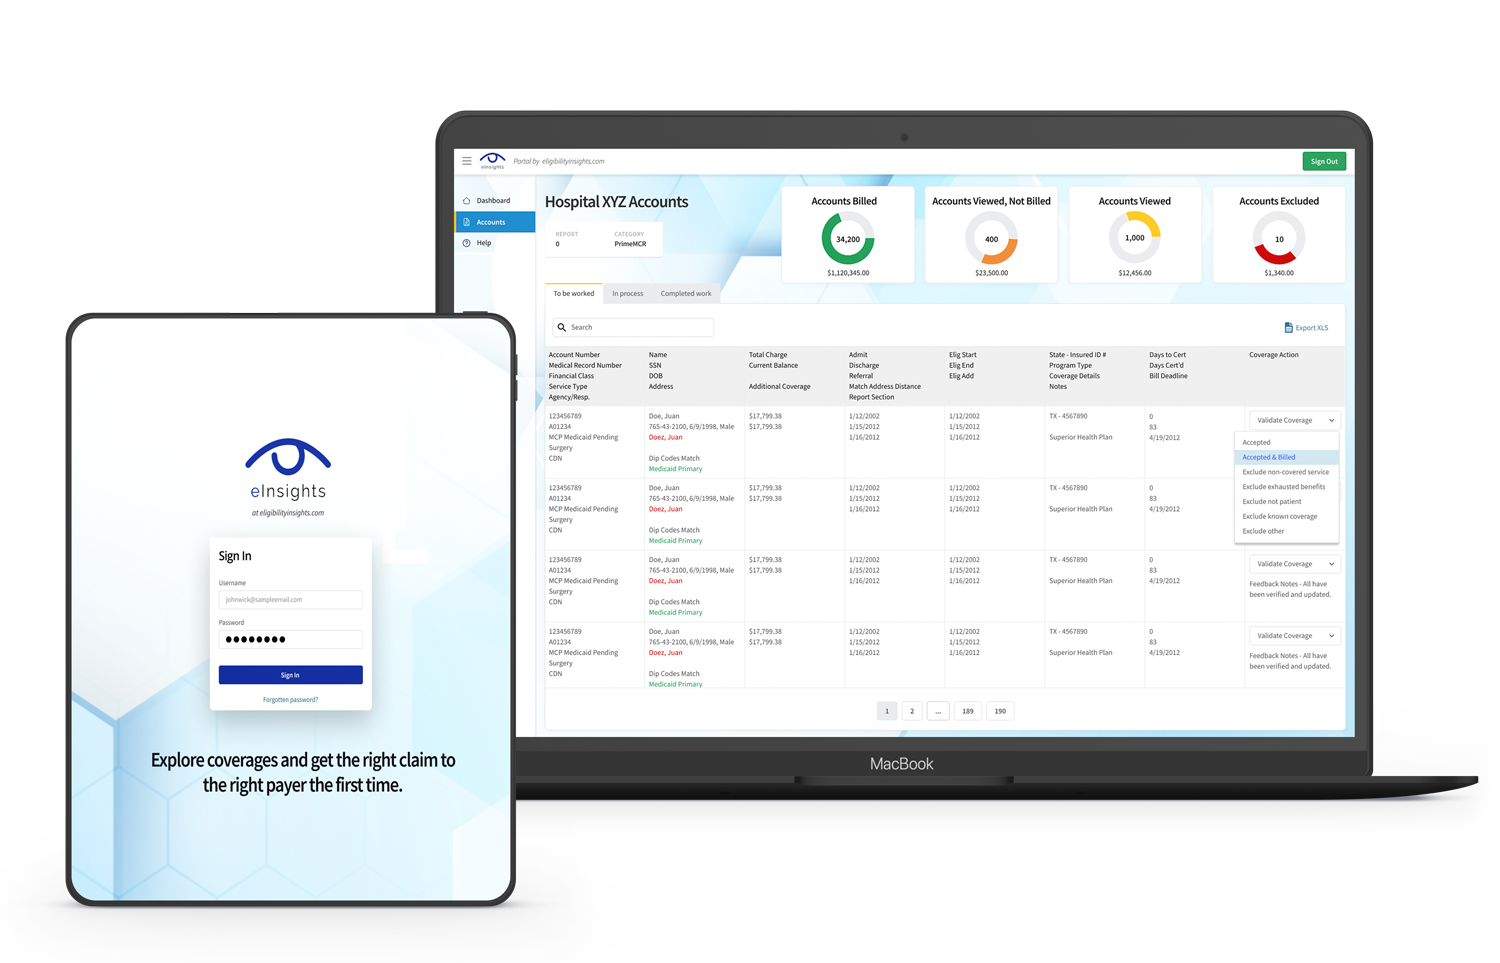 eInsights
Portal by eligibilityinsights.com
Sign Out
Dashboard
Accounts
Help
Hospital XYZ Accounts
REPORT
0
CATEGORY
PrimeMCR
Accounts Billed
34,200
$1,120,345.00
Accounts Viewed, Not Billed
400
$23,500.00
Accounts Viewed
1,000
$12,456.00
Accounts Excluded
10
$1,340.00
To be worked
In process
Completed work
Search
Export XLS
Account Number
Medical Record Number
Financial Class
Service Type
Agency/Resp.
Name
SSN
DOB
Address
Total Charge
Current Balance
Additional Coverage
Admit
Discharge
Referral
Match Address Distance
Report Section
Elig Start
Elig End
Elig Add
State - Insured ID #
Program Type
Coverage Details
Notes
Days to Cert
Days Cert'd
Bill Deadline
Coverage Action
123456789
A01234
MCP Medicaid Pending
Surgery
CDN
Doe, Juan
765-43-2100, 6/9/1998, Male
Doez, Juan
Dip Codes Match
Medicaid Primary
$17,799.38
$17,799.38
1/12/2002
1/15/2012
1/16/2012
1/12/2002
1/15/2012
1/16/2012
TX - 4567890
Superior Health Plan
0
83
4/19/2012
Validate Coverage
Accepted
Accepted & Billed
Exclude non-covered service
Exclude exhausted benefits
Exclude not patient
Exclude known coverage
Exclude other
123456789
A01234
MCP Medicaid Pending
Surgery
CDN
Doe, Juan
765-43-2100, 6/9/1998, Male
Doez, Juan
Dip Codes Match
Medicaid Primary
$17,799.38
$17,799.38
1/12/2002
1/15/2012
1/16/2012
1/12/2002
1/15/2012
1/16/2012
TX - 4567890
Superior Health Plan
0
83
4/19/2012
123456789
A01234
MCP Medicaid Pending
Surgery
CDN
Doe, Juan
765-43-2100, 6/9/1998, Male
Doez, Juan
Dip Codes Match
Medicaid Primary
$17,799.38
$17,799.38
1/12/2002
1/15/2012
1/16/2012
1/12/2002
1/15/2012
1/16/2012
TX - 4567890
Superior Health Plan
0
83
4/19/2012
Validate Coverage
Feedback Notes - All have
been verified and updated.
123456789
A01234
MCP Medicaid Pending
Surgery
CDN
Doe, Juan
765-43-2100, 6/9/1998, Male
Doez, Juan
Dip Codes Match
Medicaid Primary
$17,799.38
$17,799.38
1/12/2002
1/15/2012
1/16/2012
1/12/2002
1/15/2012
1/16/2012
TX - 4567890
Superior Health Plan
0
83
4/19/2012
Validate Coverage
Feedback Notes - All have
been verified and updated.
1 2 ... 189 190
MacBook
eInsights
at eligibilityinsights.com
Sign In
Username
johnwick@sampleemail.com
Password
Sign In
Forgotten password?
Explore coverages and get the right claim to
the right payer the first time.